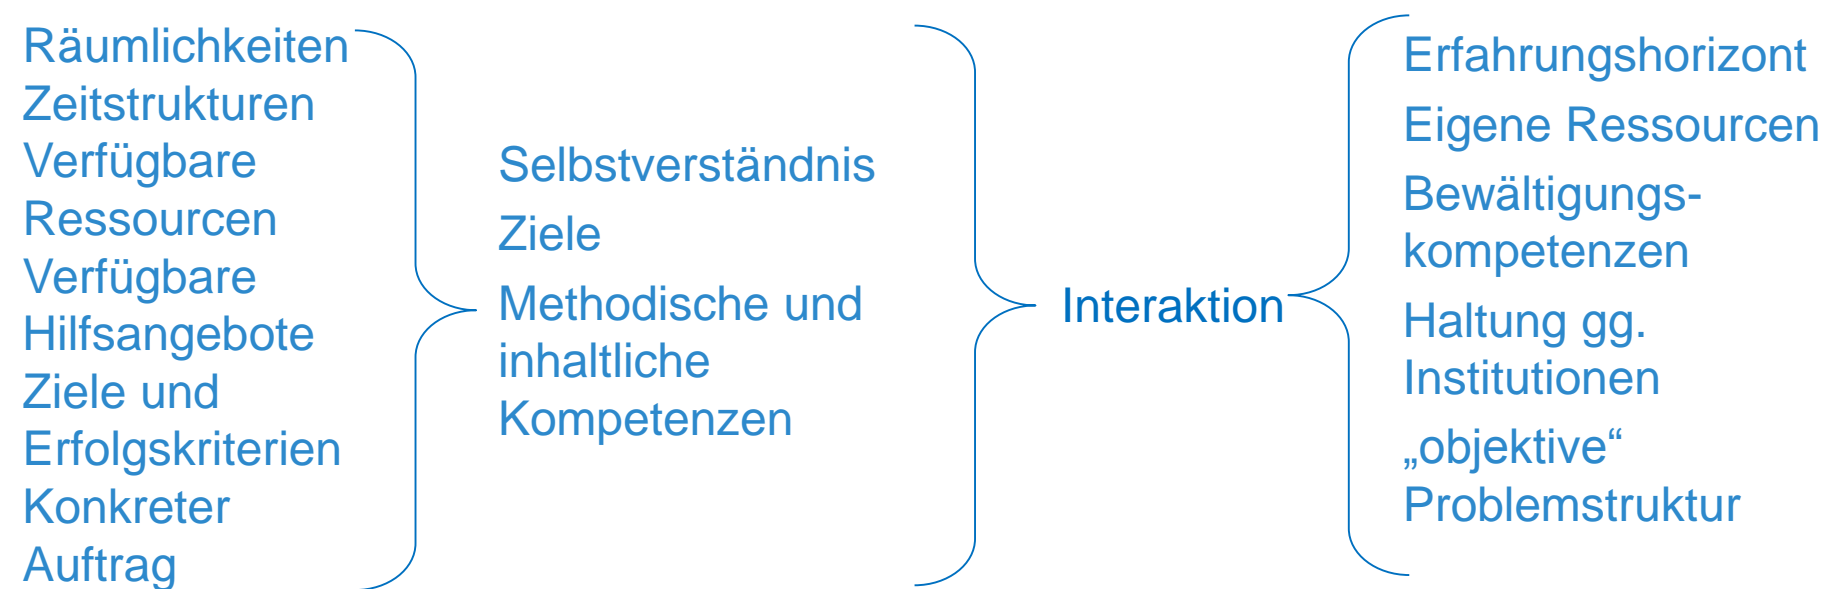 Räumlichkeiten
Zeitstrukturen
Verfügbare
Ressourcen
Verfügbare
Hilfsangebote
Ziele und
Erfolgskriterien
Konkreter
Auftrag
Selbstverständnis
Ziele
Methodische und
inhaltliche
Kompetenzen
Interaktion
Erfahrungshorizont
Eigene Ressourcen
Bewältigungs-
kompetenzen
Haltung gg.
Institutionen
„objektive“
Problemstruktur